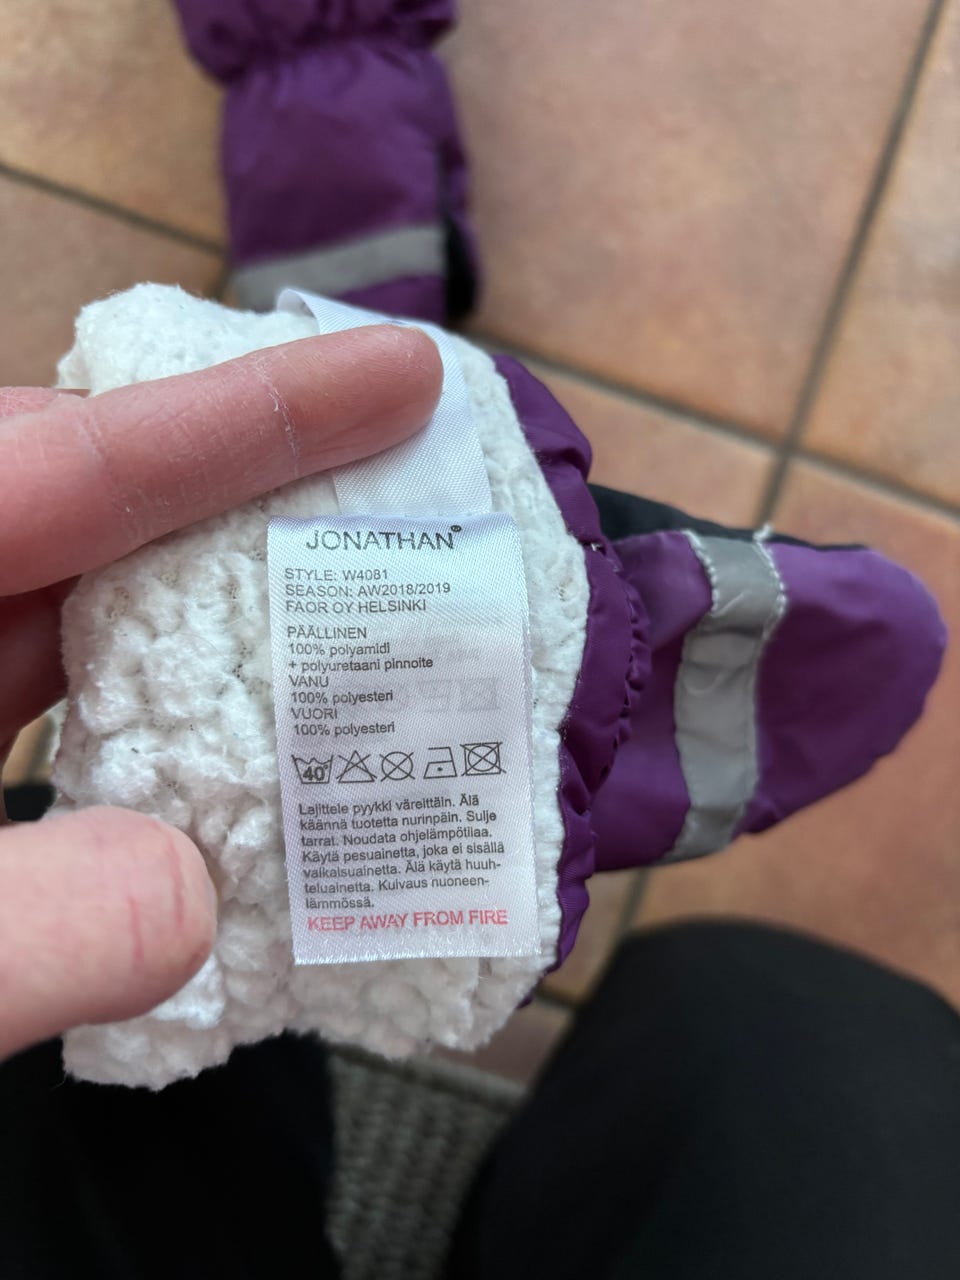 JONATHAN®
STYLE: W4081
SEASON: AW2018/2019
FAOR OY HELSINKI
PÄÄLLINEN
100% polyamidi
+ polyuretaani pinnoite
VANU
100% polyesteri
VUORI
100% polyesteri
40°
Lajittele pyykki väreittäin. Älä
käännä tuotetta nurinpäin. Sulje
tarrat. Noudata ohjelämpötilaa.
Käytä pesuainetta, joka ei sisällä
valkaisuainetta. Älä käytä huuh-
teluainetta. Kuivaus nuoneen-
lämmössä.
KEEP AWAY FROM FIRE